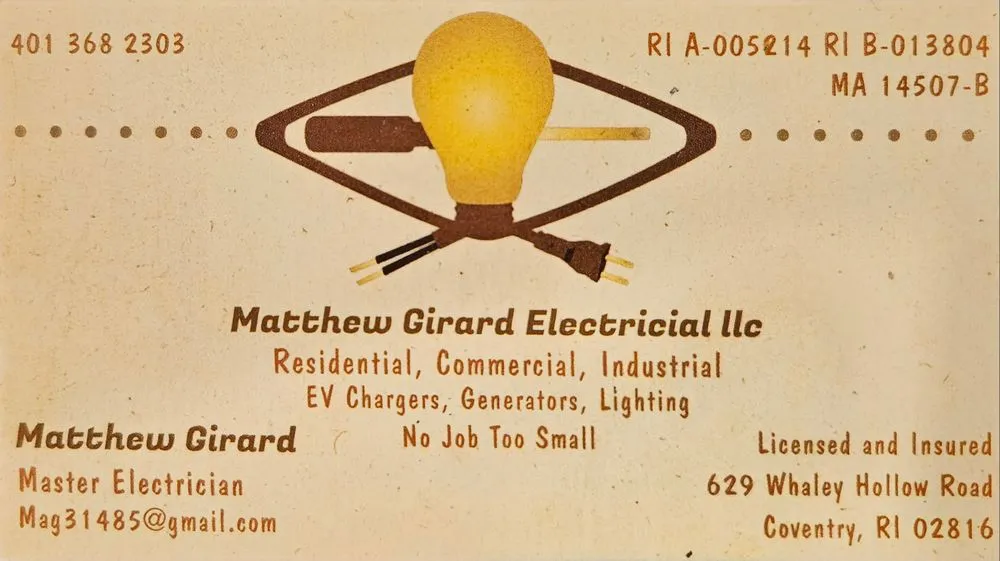 401 368 2303
RI A-005214 RI B-013804
MA 14507-B
Matthew Girard Electricial llc
Residential, Commercial, Industrial
EV Chargers, Generators, Lighting
No Job Too Small
Matthew Girard
Master Electrician
Mag31485@gmail.com
Licensed and Insured
629 Whaley Hollow Road
Coventry, RI 02816